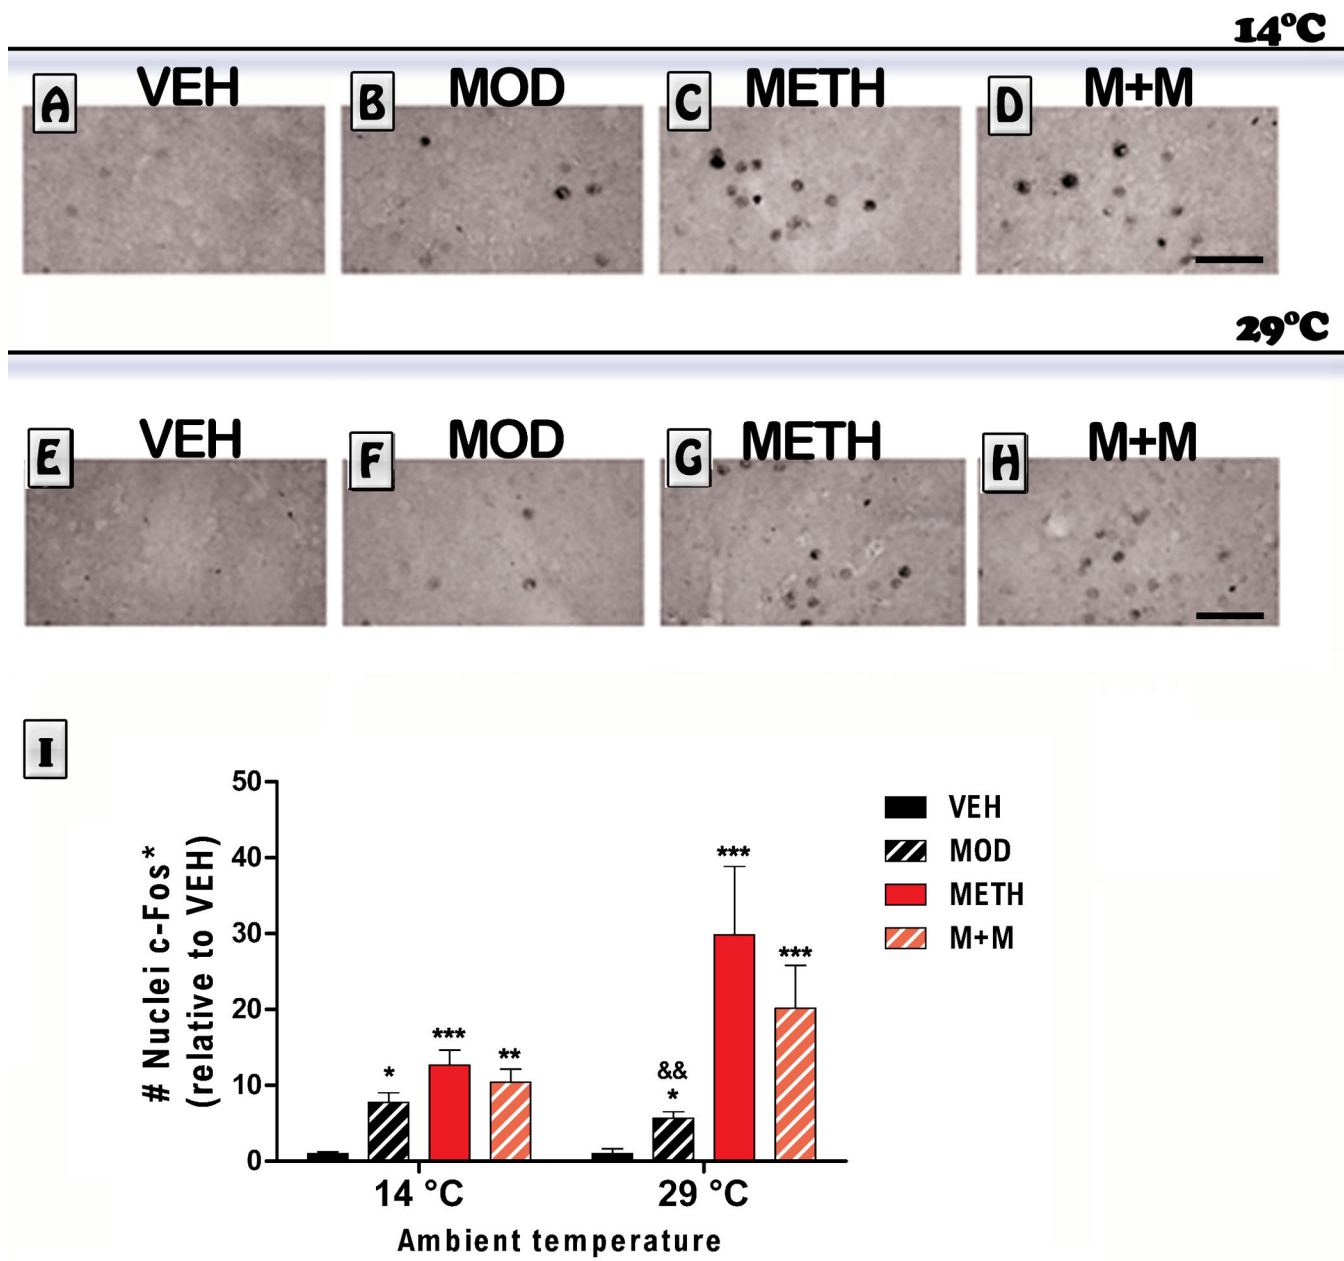 14°C
A VEH B MOD C METH D M+M
29°C
E VEH F MOD G METH H M+M
I
50
40
30
20
10
0
# Nuclei c-Fos*
(relative to VEH)
*
***
**
&&
*
***
***
VEH
MOD
METH
M+M
14 °C 29 °C
Ambient temperature